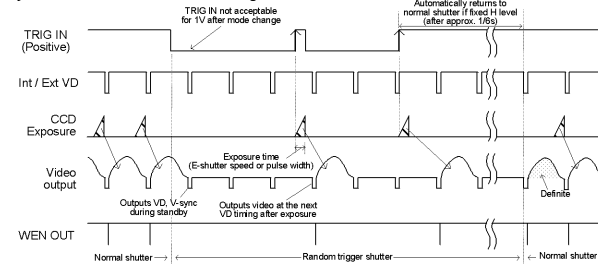 Automatically returns to
normal shutter if fixed H level
(after approx. 1/6s)
TRIG IN not acceptable
for 1V after mode change
TRIG IN
(Positive)
Int / Ext VD
CCD
Exposure
Exposure time
(E-shutter speed or pulse width)
Video
output
Outputs VD, V-sync
during standby
Outputs video at the next
VD timing after exposure
Definite
WEN OUT
Normal shutter
Random trigger shutter
Normal shutter